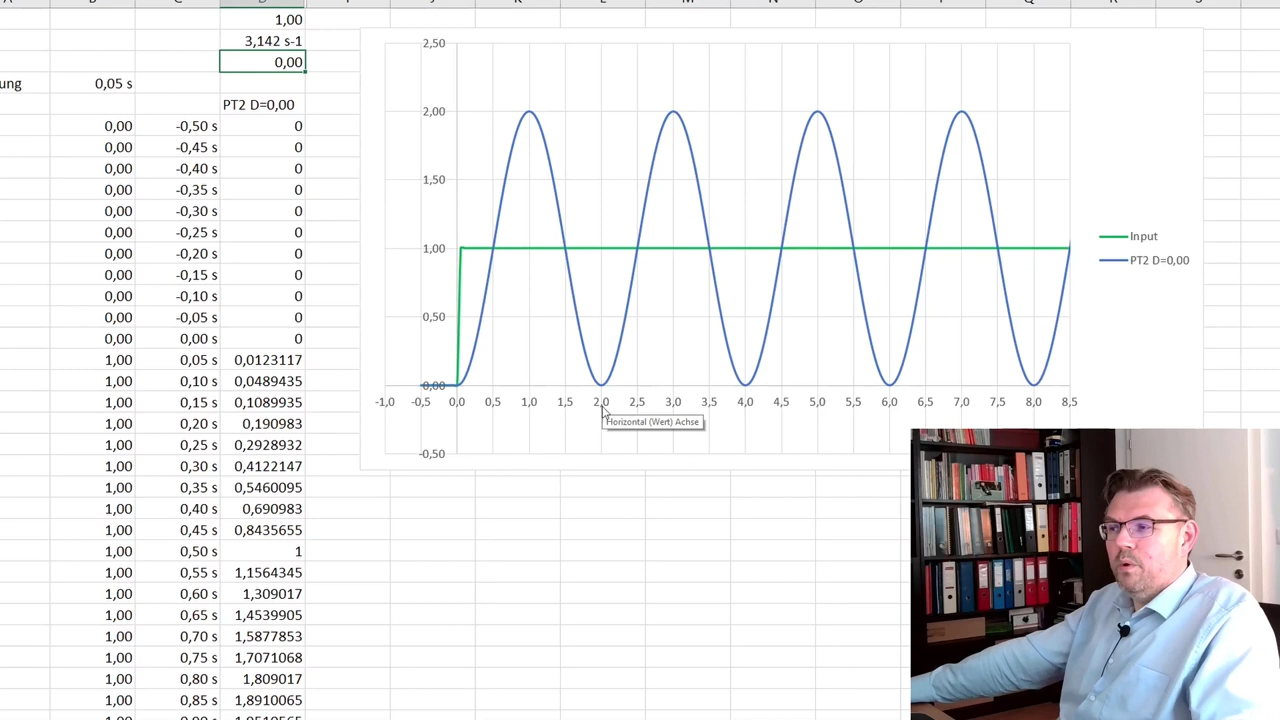 1,00
3,142 s-1
0,00
ung 0,05 s
PT2 D=0,00
0,00 -0,50 s 0
0,00 -0,45 s 0
0,00 -0,40 s 0
0,00 -0,35 s 0
0,00 -0,30 s 0
0,00 -0,25 s 0
0,00 -0,20 s 0
0,00 -0,15 s 0
0,00 -0,10 s 0
0,00 -0,05 s 0
0,00 0,00 s 0
1,00 0,05 s 0,0123117
1,00 0,10 s 0,0489435
1,00 0,15 s 0,1089935
1,00 0,20 s 0,190983
1,00 0,25 s 0,2928932
1,00 0,30 s 0,4122147
1,00 0,35 s 0,5460095
1,00 0,40 s 0,690983
1,00 0,45 s 0,8435655
1,00 0,50 s 1
1,00 0,55 s 1,1564345
1,00 0,60 s 1,309017
1,00 0,65 s 1,4539905
1,00 0,70 s 1,5877853
1,00 0,75 s 1,7071068
1,00 0,80 s 1,809017
1,00 0,85 s 1,8910065
2,50
2,00
1,50
1,00
0,50
0,00
-0,50
-1,0 -0,5 0,0 0,5 1,0 1,5 2,0 2,5 3,0 3,5 4,0 4,5 5,0 5,5 6,0 6,5 7,0 7,5 8,0 8,5
Horizontal (Wert) Achse
Input
PT2 D=0,00